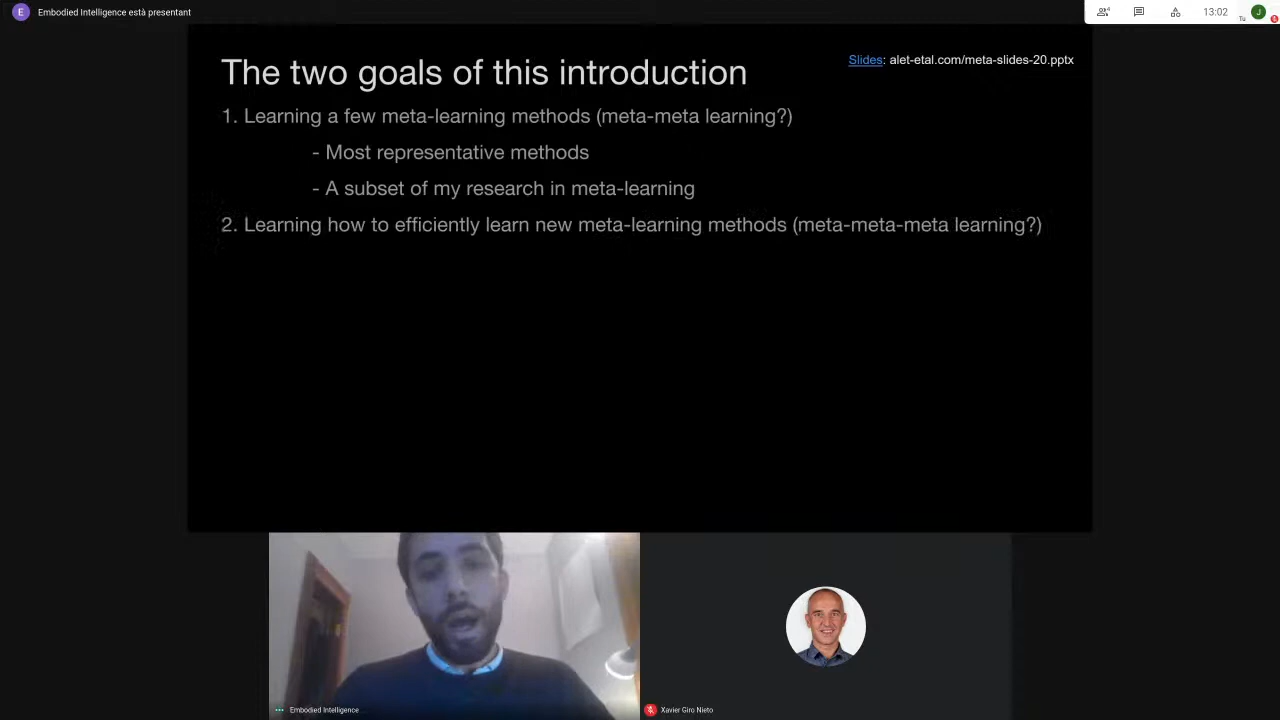 E Embodied Intelligence està presentant
4
13:02
Tu
J
The two goals of this introduction
Slides: alet-etal.com/meta-slides-20.pptx
1. Learning a few meta-learning methods (meta-meta learning?)
- Most representative methods
- A subset of my research in meta-learning
2. Learning how to efficiently learn new meta-learning methods (meta-meta-meta learning?)
Embodied Intelligence ...
Xavier Giro Nieto